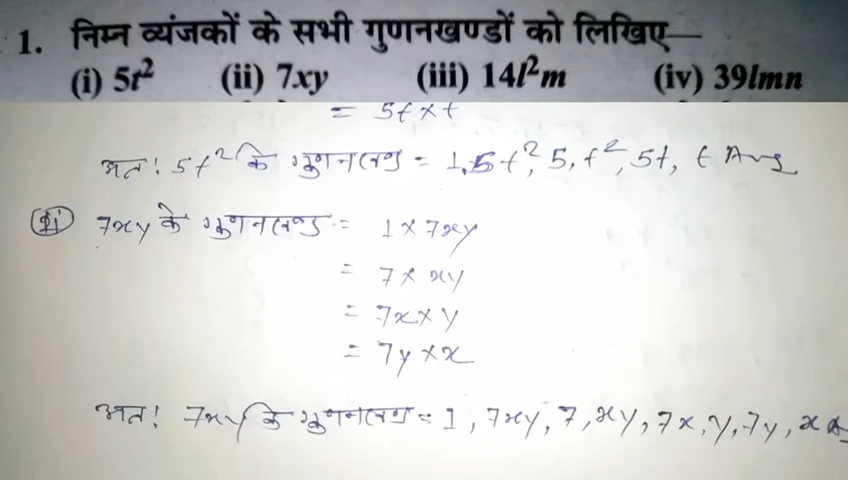 1. निम्न व्यंजकों के सभी गुणनखण्डों को लिखिए—
(i) 5t² (ii) 7xy (iii) 14l²m (iv) 39lmn
= 5t × t
अतः 5t² के गुणनखण्ड = 1, 5t², 5, t², 5t, t Ans
(ii) 7xy के गुणनखण्ड = 1 × 7xy
= 7 × xy
= 7x × y
= 7y × x
अतः 7xy के गुणनखण्ड = 1, 7xy, 7, xy, 7x, y, 7y, x